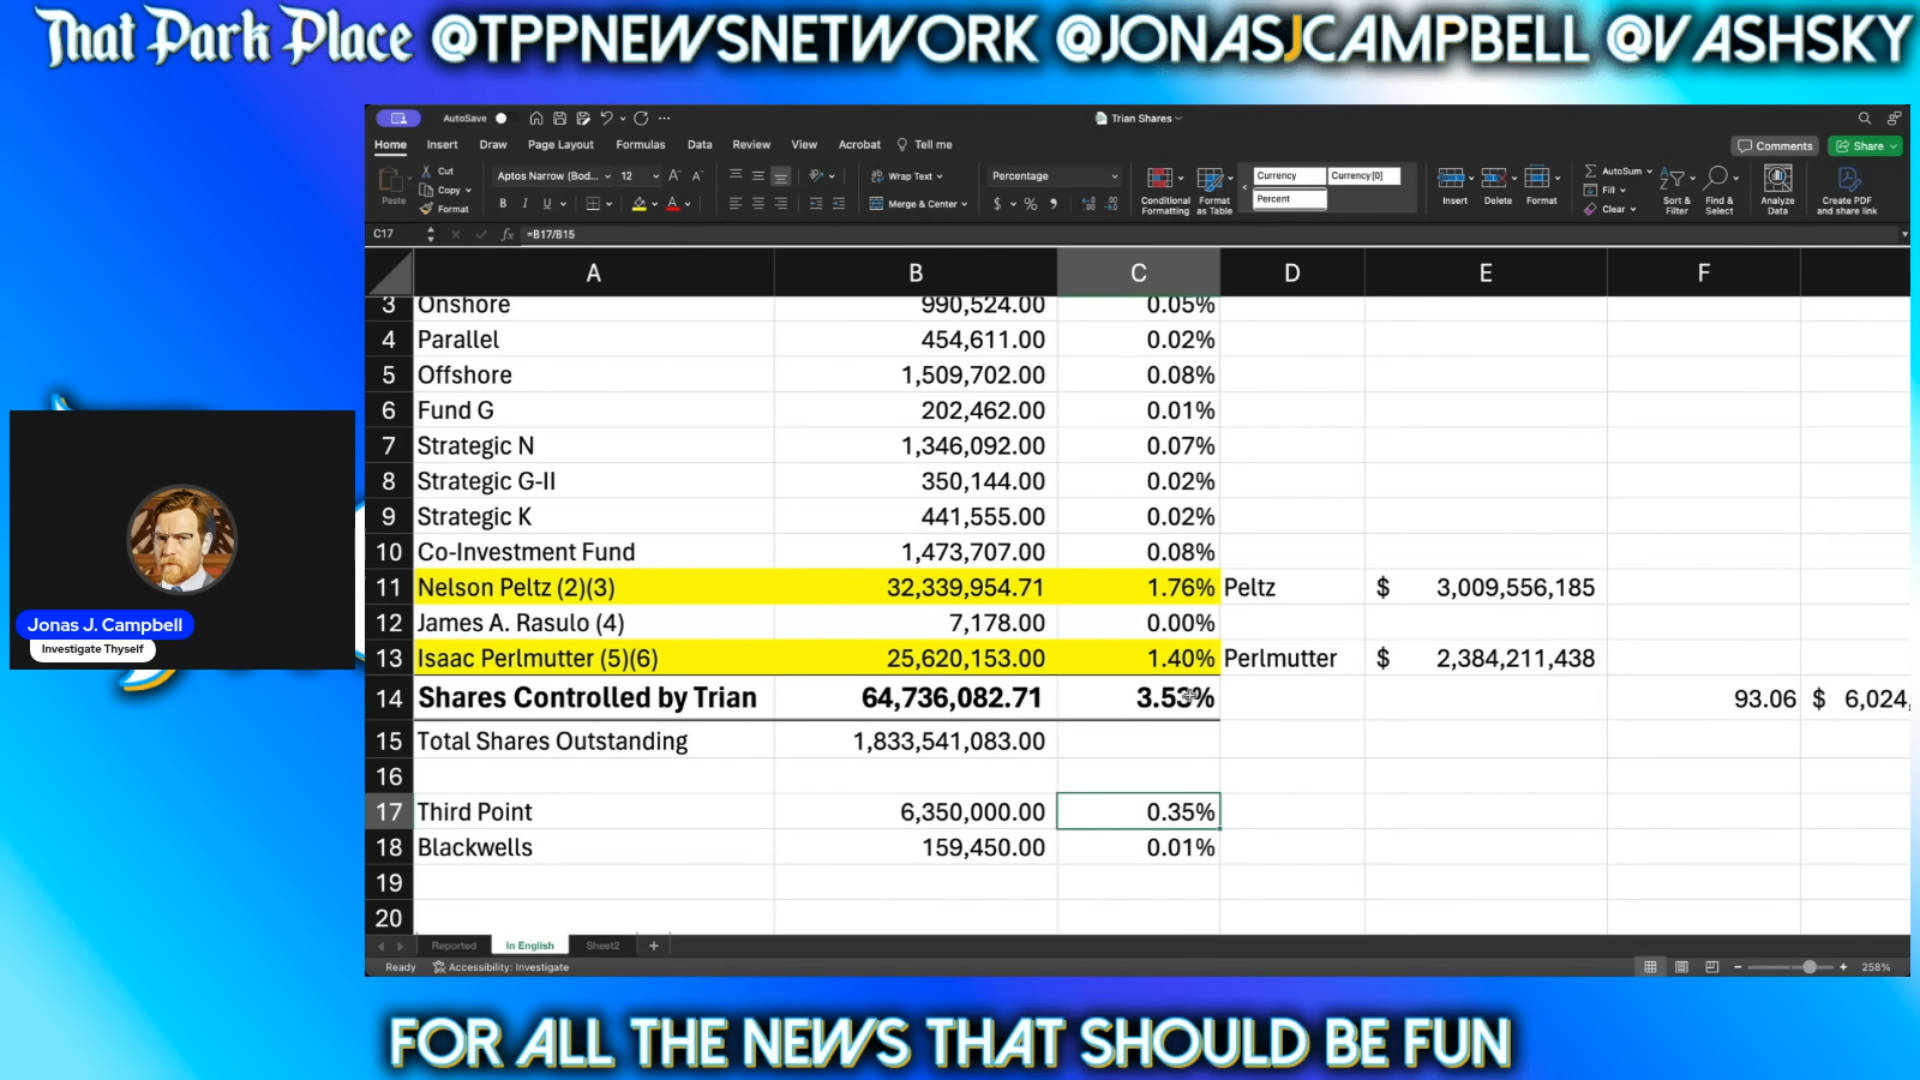 That Park Place @TPPNEWSNETWORK @JONASJCAMPBELL @VASHSKY
AutoSave
Trian Shares
Home Insert Draw Page Layout Formulas Data Review View Acrobat Tell me
Comments Share
Paste
Cut
Copy
Format
Aptos Narrow (Bod... 12
Wrap Text
Merge & Center
B I U
Percentage
$ %
Conditional Formatting
Format as Table
Currency Currency [0]
Percent
Insert Delete Format
AutoSum
Fill
Clear
Sort & Filter
Find & Select
Analyze Data
Create PDF and share link
C17 fx =B17/B15
A B C D E F
3 Onshore 990,524.00 0.05%
4 Parallel 454,611.00 0.02%
5 Offshore 1,509,702.00 0.08%
6 Fund G 202,462.00 0.01%
7 Strategic N 1,346,092.00 0.07%
8 Strategic G-II 350,144.00 0.02%
9 Strategic K 441,555.00 0.02%
10 Co-Investment Fund 1,473,707.00 0.08%
11 Nelson Peltz (2)(3) 32,339,954.71 1.76% Peltz $ 3,009,556,185
12 James A. Rasulo (4) 7,178.00 0.00%
13 Isaac Perlmutter (5)(6) 25,620,153.00 1.40% Perlmutter $ 2,384,211,438
14 Shares Controlled by Trian 64,736,082.71 3.53% 93.06 $ 6,024,
15 Total Shares Outstanding 1,833,541,083.00
16
17 Third Point 6,350,000.00 0.35%
18 Blackwells 159,450.00 0.01%
19
20
Reported In English Sheet2 +
Ready Accessibility: Investigate
258%
Jonas J. Campbell
Investigate Thyself
FOR ALL THE NEWS THAT SHOULD BE FUN